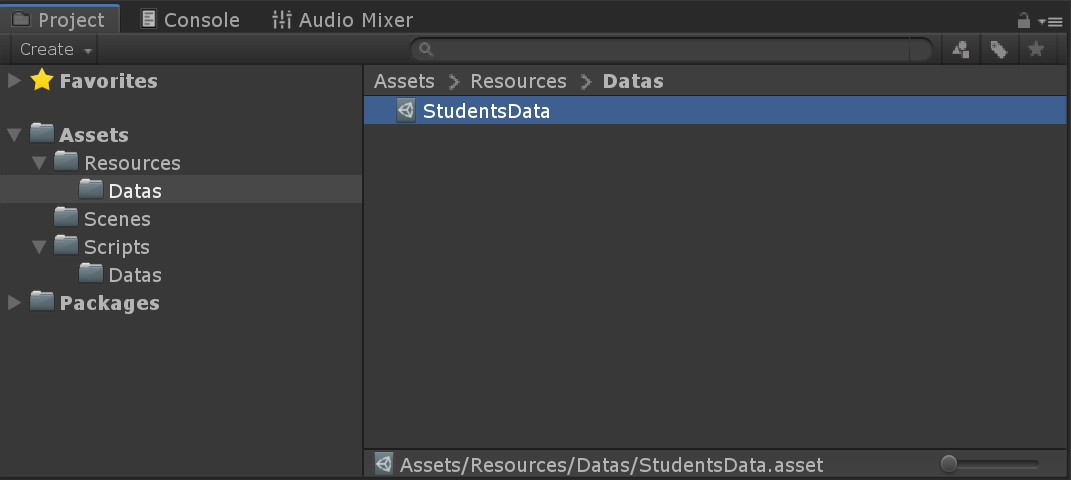 Project Console Audio Mixer
Create
Favorites
Assets
Resources
Datas
Scenes
Scripts
Datas
Packages
Assets > Resources > Datas
StudentsData
Assets/Resources/Datas/StudentsData.asset